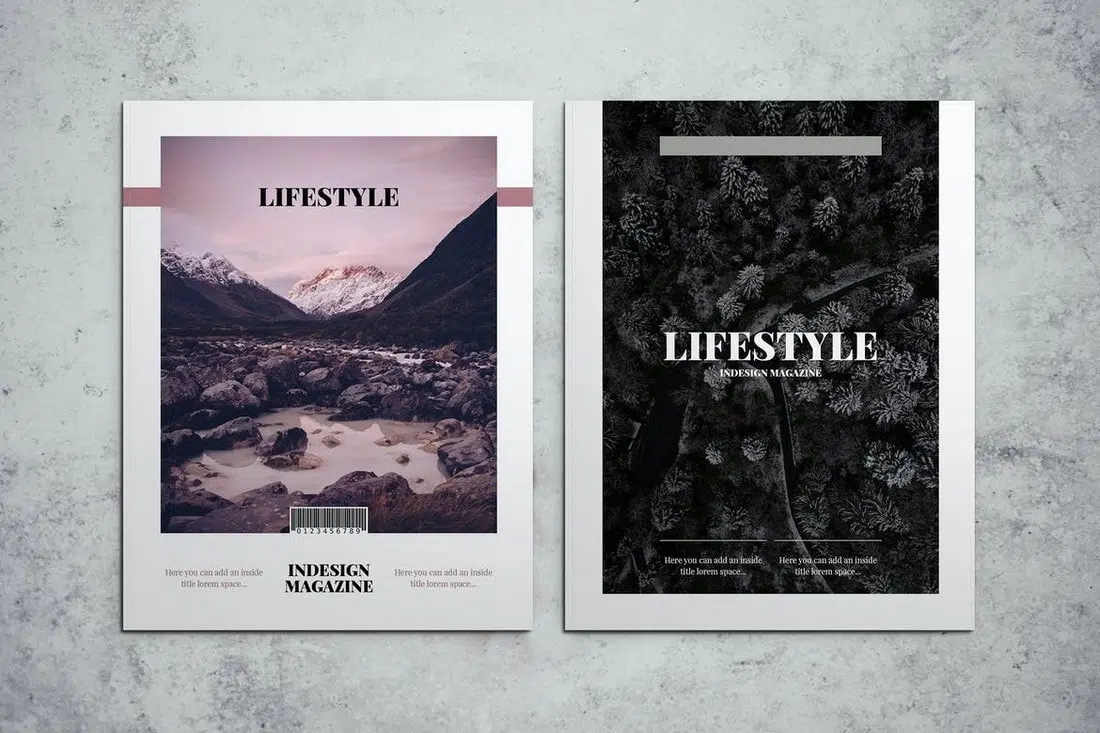 LIFESTYLE
0123456789
Here you can add an inside
title lorem space...
INDESIGN
MAGAZINE
Here you can add an inside
title lorem space...
LIFESTYLE
INDESIGN MAGAZINE
Here you can add an inside
title lorem space...
Here you can add an inside
title lorem space...